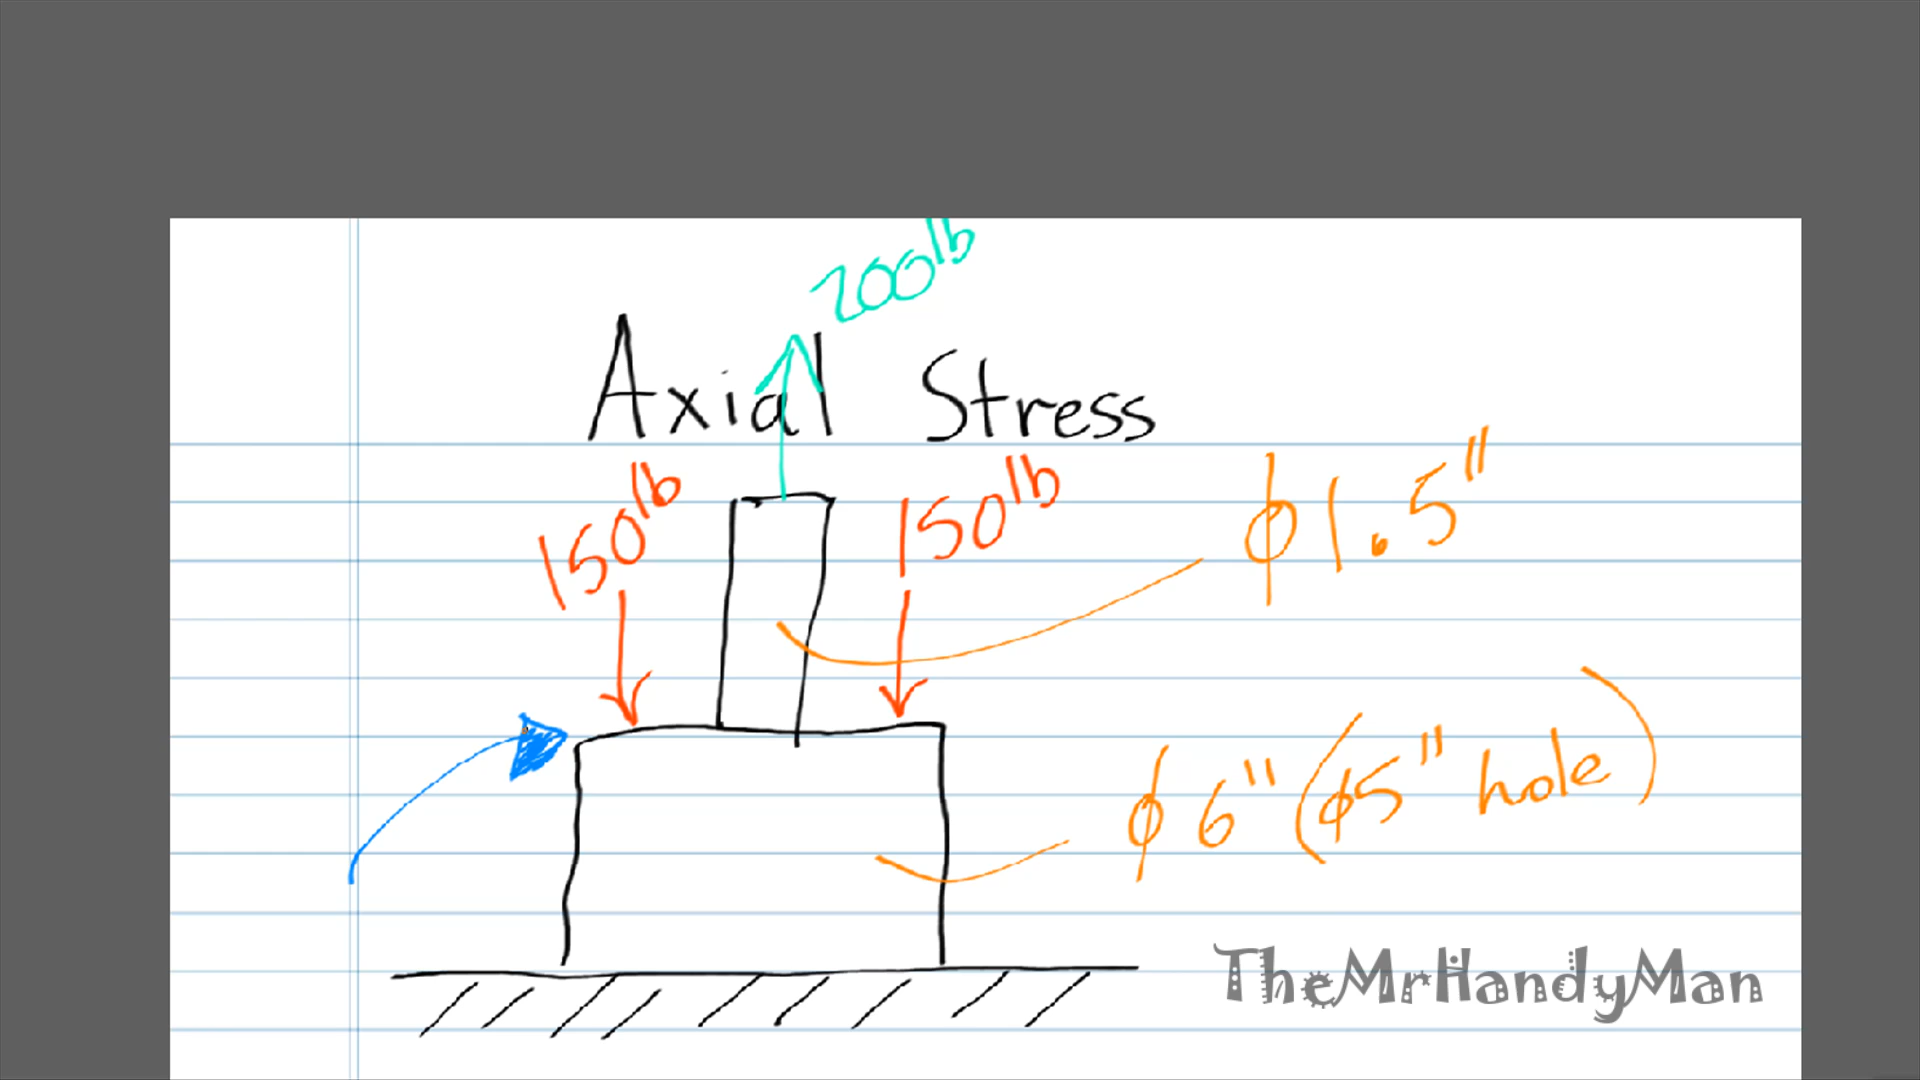 200lb
Axial Stress
150lb
150lb
ϕ1.5"
ϕ6" (ϕ5" hole)
TheMrHandyMan